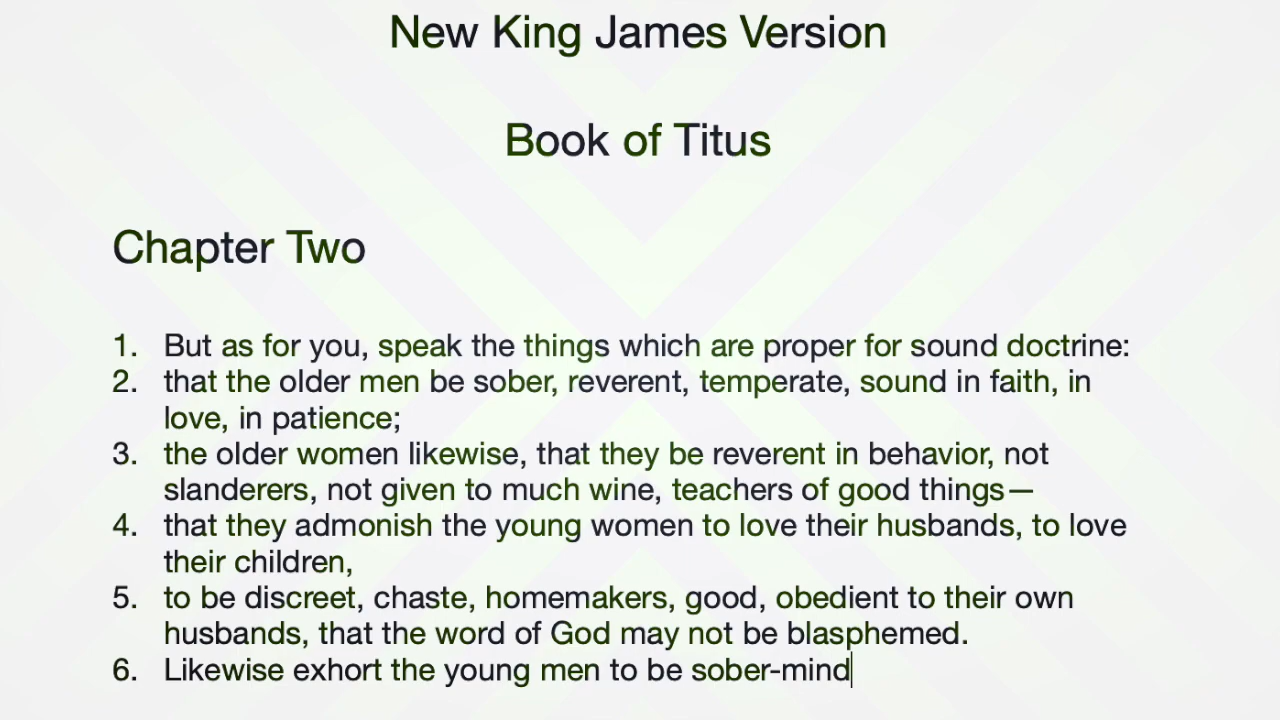 New King James Version
Book of Titus
Chapter Two
1. But as for you, speak the things which are proper for sound doctrine:
2. that the older men be sober, reverent, temperate, sound in faith, in
love, in patience;
3. the older women likewise, that they be reverent in behavior, not
slanderers, not given to much wine, teachers of good things—
4. that they admonish the young women to love their husbands, to love
their children,
5. to be discreet, chaste, homemakers, good, obedient to their own
husbands, that the word of God may not be blasphemed.
6. Likewise exhort the young men to be sober-mind